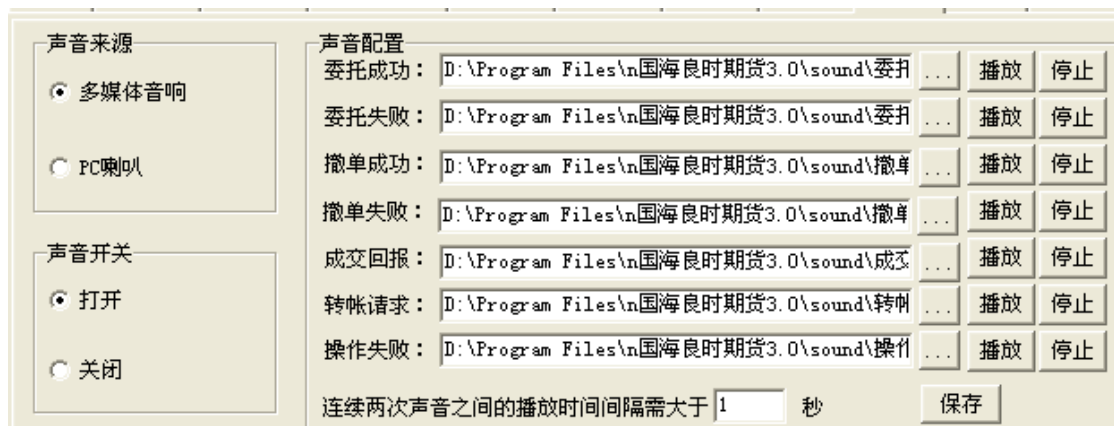 声音来源
多媒体音响
PC喇叭
声音开关
打开
关闭
声音配置
委托成功： D:\Program Files\n国海良时期货3.0\sound\委托 ... 播放 停止
委托失败： D:\Program Files\n国海良时期货3.0\sound\委托 ... 播放 停止
撤单成功： D:\Program Files\n国海良时期货3.0\sound\撤单 ... 播放 停止
撤单失败： D:\Program Files\n国海良时期货3.0\sound\撤单 ... 播放 停止
成交回报： D:\Program Files\n国海良时期货3.0\sound\成交 ... 播放 停止
转帐请求： D:\Program Files\n国海良时期货3.0\sound\转帐 ... 播放 停止
操作失败： D:\Program Files\n国海良时期货3.0\sound\操作 ... 播放 停止
连续两次声音之间的播放时间间隔需大于 1 秒 保存